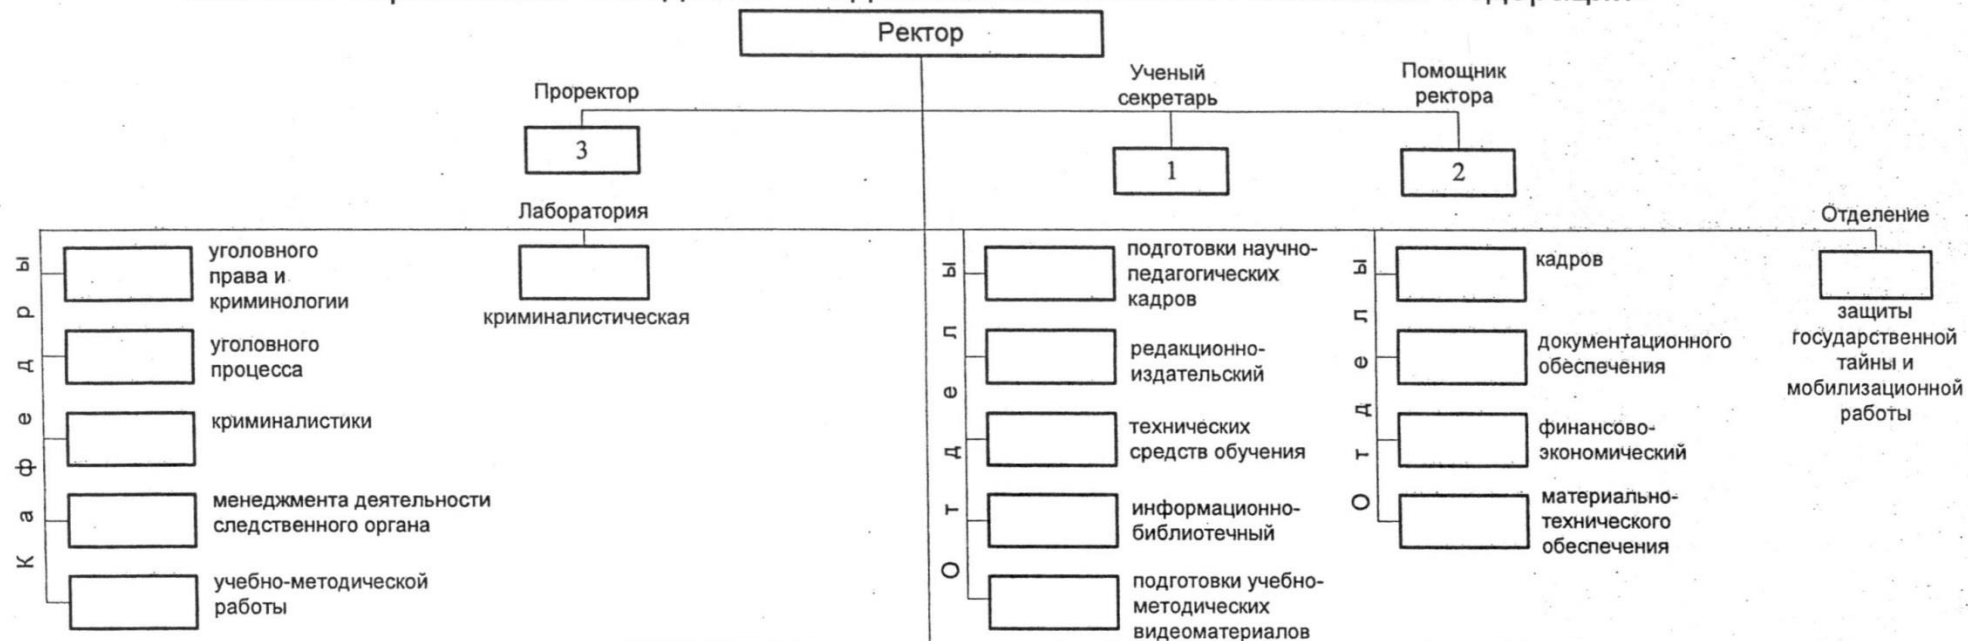 Ректор
Проректор
3
Ученый
секретарь
1
Помощник
ректора
2
Кафедры
уголовного
права и
криминологии
уголовного
процесса
криминалистики
менеджмента деятельности
следственного органа
учебно-методической
работы
Лаборатория
криминалистическая
Отделы
подготовки научно-
педагогических
кадров
редакционно-
издательский
технических
средств обучения
информационно-
библиотечный
подготовки учебно-
методических
видеоматериалов
Отделы
кадров
документационного
обеспечения
финансово-
экономический
материально-
технического
обеспечения
Отделение
защиты
государственной
тайны и
мобилизационной
работы